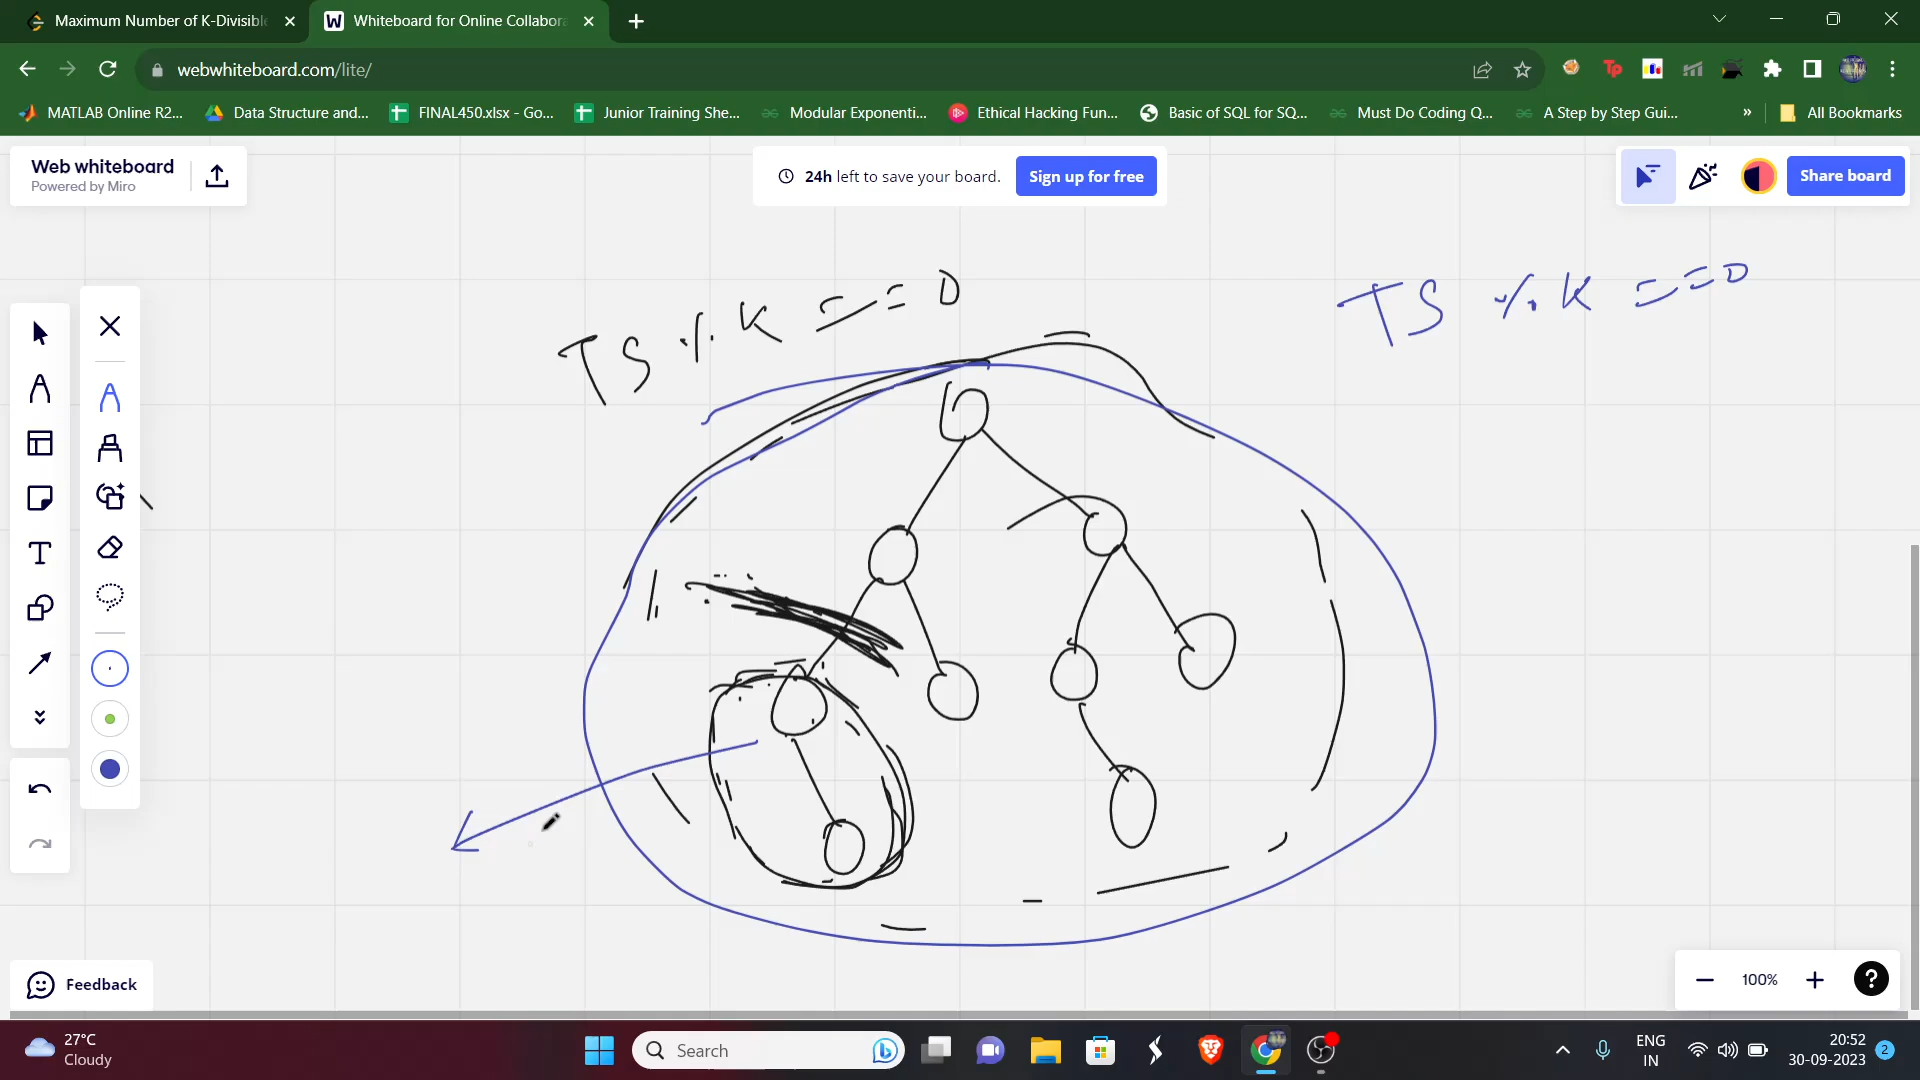 Maximum Number of K-Divisible
Whiteboard for Online Collabora
webwhiteboard.com/lite/
MATLAB Online R2...
Data Structure and...
FINAL450.xlsx - Go...
Junior Training She...
Modular Exponenti...
Ethical Hacking Fun...
Basic of SQL for SQ...
Must Do Coding Q...
A Step by Step Gui...
»
All Bookmarks
Web whiteboard
Powered by Miro
24h left to save your board.
Sign up for free
Share board
TS % K == 0
TS % K == 0
Feedback
100%
27°C
Cloudy
Search
ENG
IN
20:52
30-09-2023
2